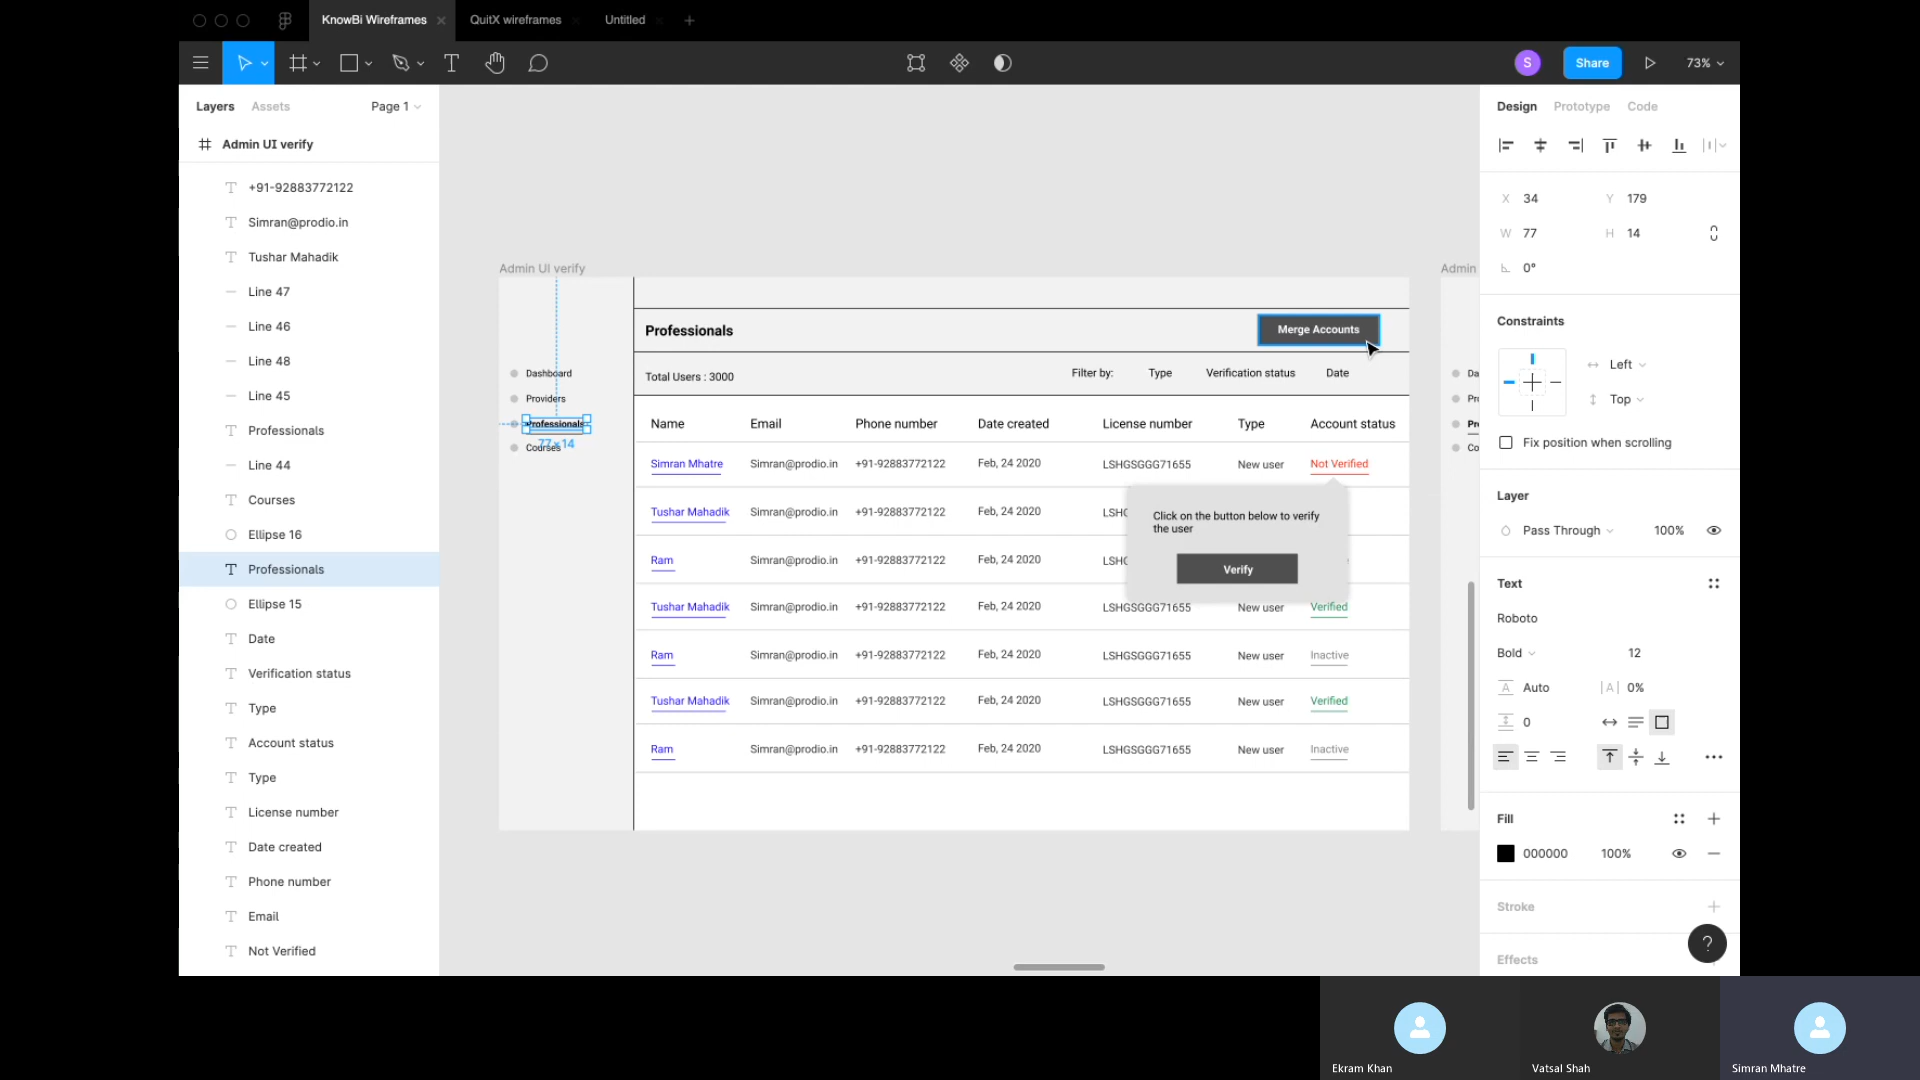 KnowBi Wireframes
QuitX wireframes
Untitled
S
Share
73%
Layers
Assets
Page 1
Admin UI verify
+91-92883772122
Simran@prodio.in
Tushar Mahadik
Line 47
Line 46
Line 48
Line 45
Professionals
Line 44
Courses
Ellipse 16
Professionals
Ellipse 15
Date
Verification status
Type
Account status
Type
License number
Date created
Phone number
Email
Not Verified
Admin UI verify
Admin
Professionals
Merge Accounts
Dashboard
Providers
Professionals
77 × 14
Courses
Total Users : 3000
Filter by:
Type
Verification status
Date
Name Email Phone number Date created License number Type Account status
Simran Mhatre Simran@prodio.in +91-92883772122 Feb, 24 2020 LSHGSGGG71655 New user Not Verified
Tushar Mahadik Simran@prodio.in +91-92883772122 Feb, 24 2020 LSHG
Click on the button below to verify
the user
Verify
Ram Simran@prodio.in +91-92883772122 Feb, 24 2020 LSHG
Tushar Mahadik Simran@prodio.in +91-92883772122 Feb, 24 2020 LSHGSGGG71655 New user Verified
Ram Simran@prodio.in +91-92883772122 Feb, 24 2020 LSHGSGGG71655 New user Inactive
Tushar Mahadik Simran@prodio.in +91-92883772122 Feb, 24 2020 LSHGSGGG71655 New user Verified
Ram Simran@prodio.in +91-92883772122 Feb, 24 2020 LSHGSGGG71655 New user Inactive
Da
Pr
Co
Design
Prototype
Code
X 34
Y 179
W 77
H 14
0°
Constraints
Left
Top
Fix position when scrolling
Layer
Pass Through
100%
Text
Roboto
Bold
12
Auto
0%
0
Fill
000000
100%
Stroke
Effects
?
Ekram Khan
Vatsal Shah
Simran Mhatre